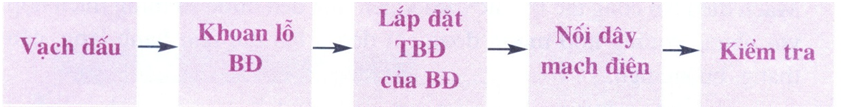 Vạch dấu
Khoan lỗ
BĐ
Lắp đặt
TBĐ
của BĐ
Nối dây
mạch điện
Kiểm tra